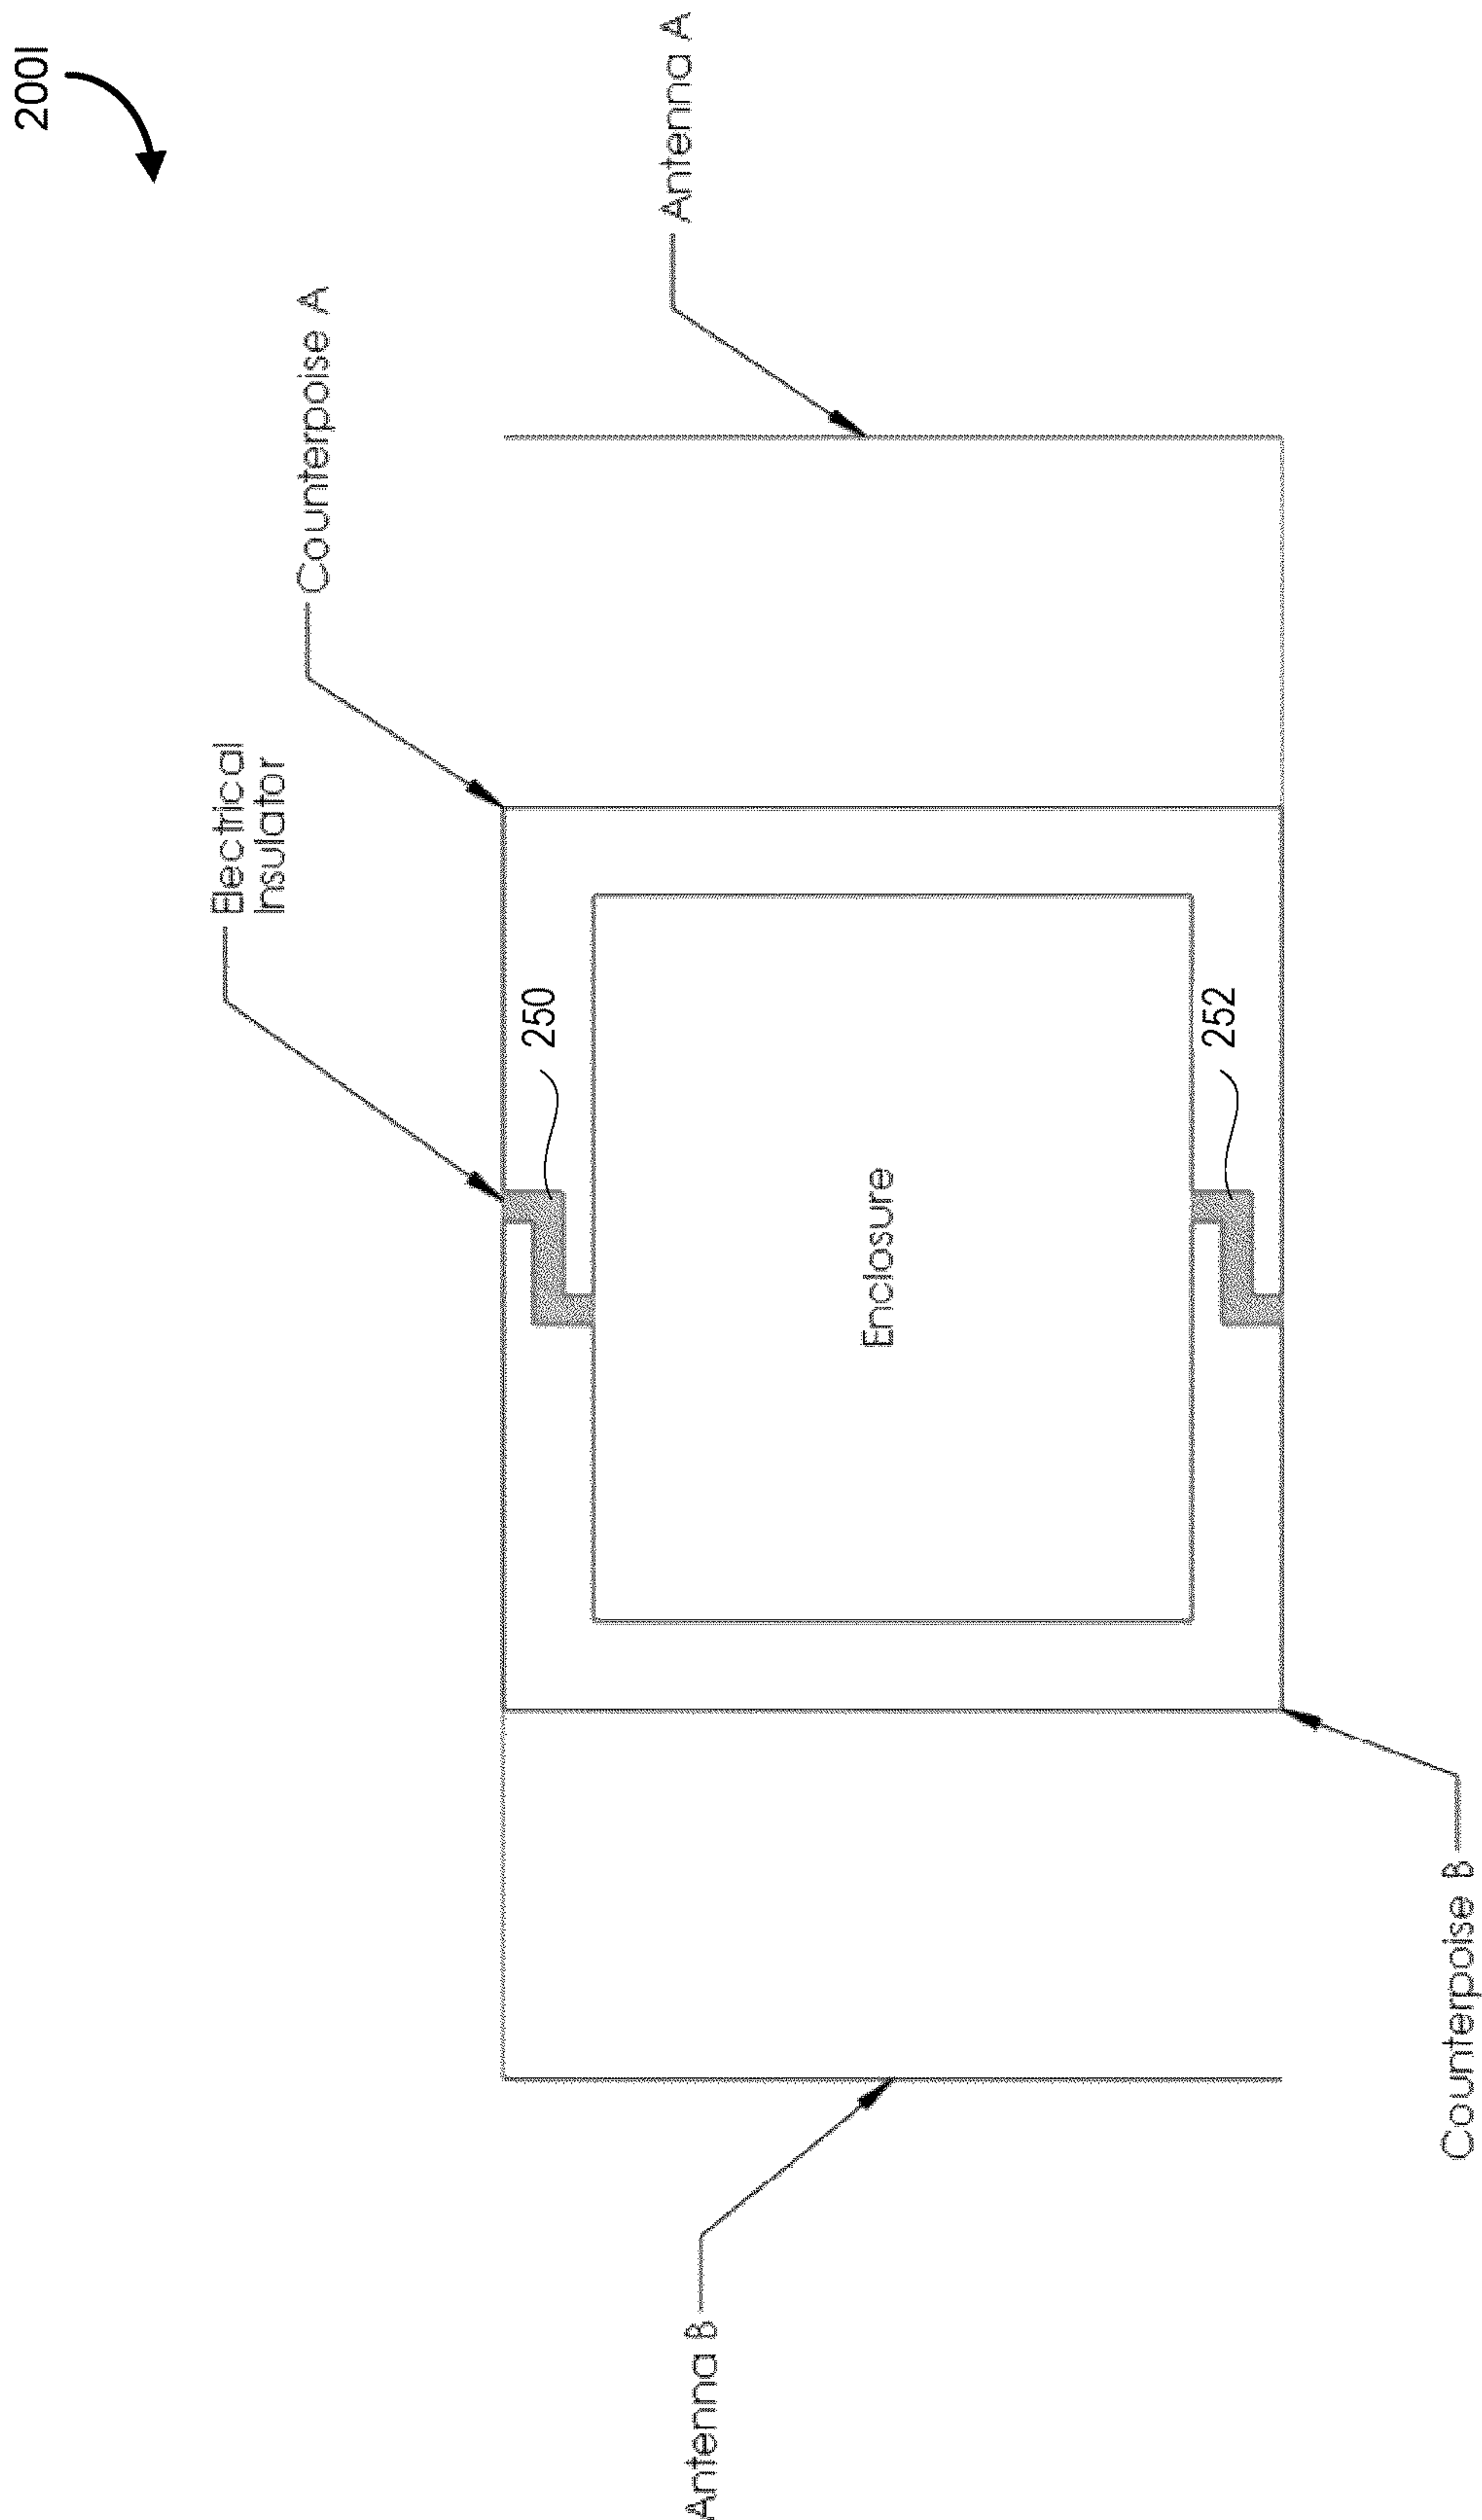 200I
Electrical
Insulator
Counterpoise A
Antenna A
250
252
Enclosure
Antenna B
Counterpoise B